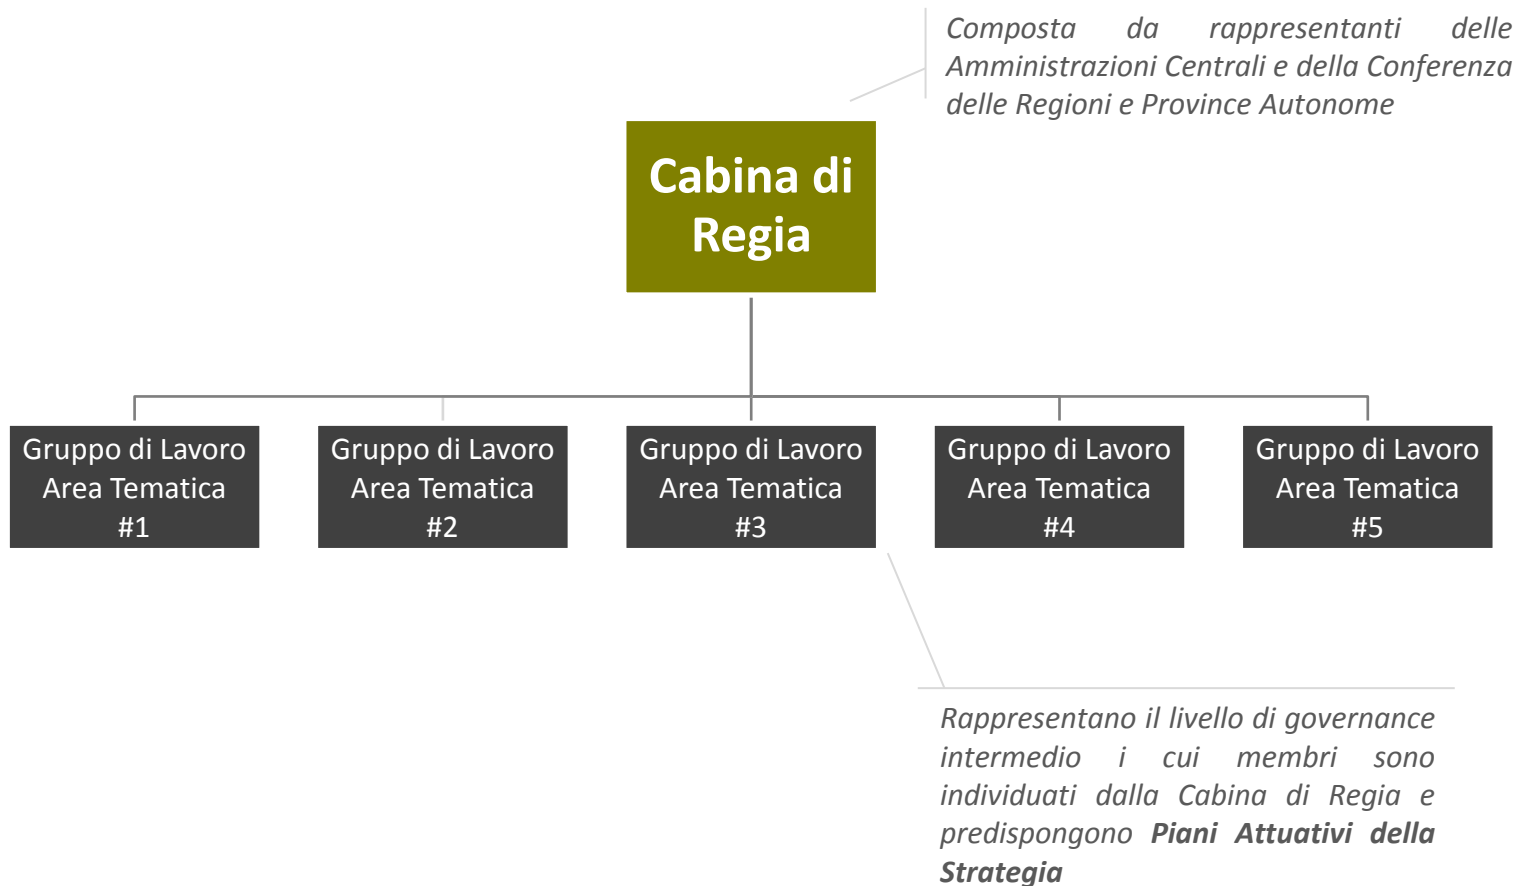 Composta da rappresentanti delle
Amministrazioni Centrali e della Conferenza
delle Regioni e Province Autonome
Cabina di
Regia
Gruppo di Lavoro
Area Tematica
#1
Gruppo di Lavoro
Area Tematica
#2
Gruppo di Lavoro
Area Tematica
#3
Gruppo di Lavoro
Area Tematica
#4
Gruppo di Lavoro
Area Tematica
#5
Rappresentano il livello di governance
intermedio i cui membri sono
individuati dalla Cabina di Regia e
predispongono Piani Attuativi della
Strategia